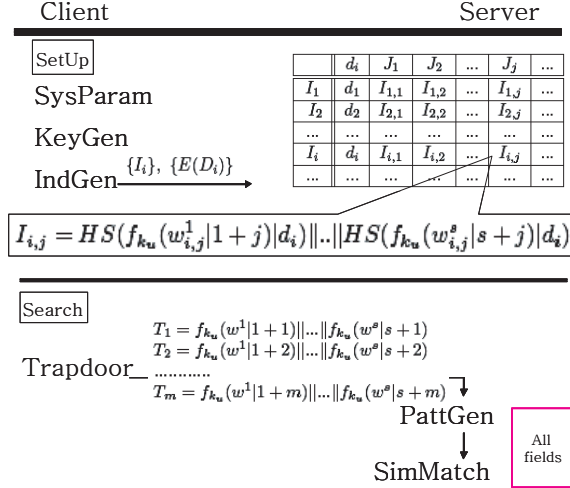 Client Server
SetUp
d_i J_1 J_2 ... J_j ...
I_1 d_1 I_{1,1} I_{1,2} ... I_{1,j} ...
I_2 d_2 I_{2,1} I_{2,2} ... I_{2,j} ...
... ... ... ... ... ... ...
I_i d_i I_{i,1} I_{i,2} ... I_{i,j} ...
... ... ... ... ... ... ...
SysParam
KeyGen
IndGen {I_i}, {E(D_i)}
I_{i,j} = HS(f_{k_u}(w^1_{i,j}|1 + j)|d_i)||..||HS(f_{k_u}(w^s_{i,j}|s + j)|d_i)
Search
T_1 = f_{k_u}(w^1|1 + 1)||...||f_{k_u}(w^s|s + 1)
T_2 = f_{k_u}(w^1|1 + 2)||...||f_{k_u}(w^s|s + 2)
Trapdoor
............
T_m = f_{k_u}(w^1|1 + m)||...||f_{k_u}(w^s|s + m)
PattGen
All
fields
SimMatch